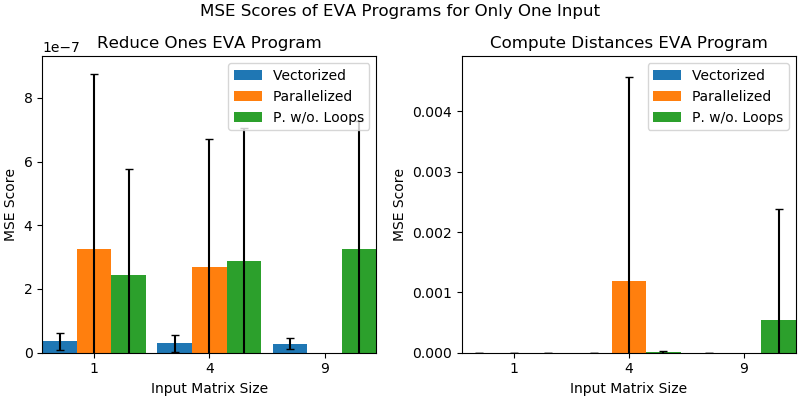 MSE Scores of EVA Programs for Only One Input
Reduce Ones EVA Program
1e−7
Vectorized
Parallelized
P. w/o. Loops
8
6
4
2
0
MSE Score
1
4
9
Input Matrix Size
Compute Distances EVA Program
Vectorized
Parallelized
P. w/o. Loops
0.004
0.003
0.002
0.001
0.000
MSE Score
1
4
9
Input Matrix Size